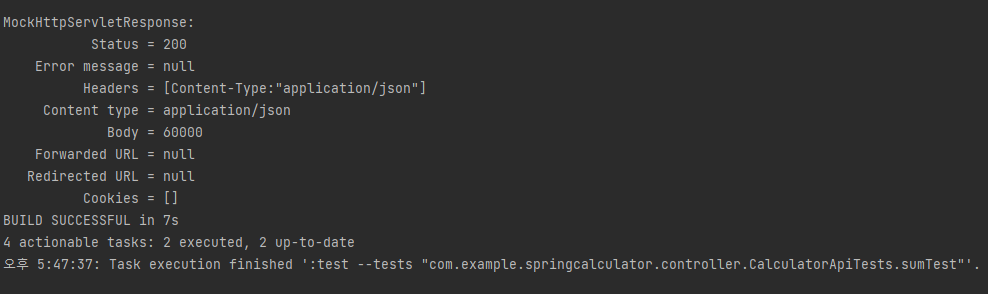 MockHttpServletResponse:
Status = 200
Error message = null
Headers = [Content-Type:"application/json"]
Content type = application/json
Body = 60000
Forwarded URL = null
Redirected URL = null
Cookies = []
BUILD SUCCESSFUL in 7s
4 actionable tasks: 2 executed, 2 up-to-date
오후 5:47:37: Task execution finished ':test --tests "com.example.springcalculator.controller.CalculatorApiTests.sumTest"'.